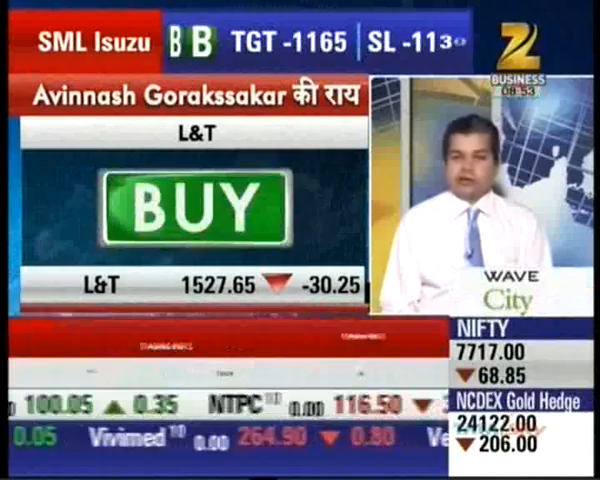 SML Isuzu B B TGT -1165 SL -113
Z
BUSINESS
08:53
Avinnash Gorakssakar की राय
L&T
BUY
L&T 1527.65 -30.25
WAVE
City
NIFTY
7717.00
68.85
100.05 0.35 NTPC 0.00 116.50
NCDEX Gold Hedge
24122.00
206.00
0.05 Vivimed 0.00 264.90 0.80 Ve